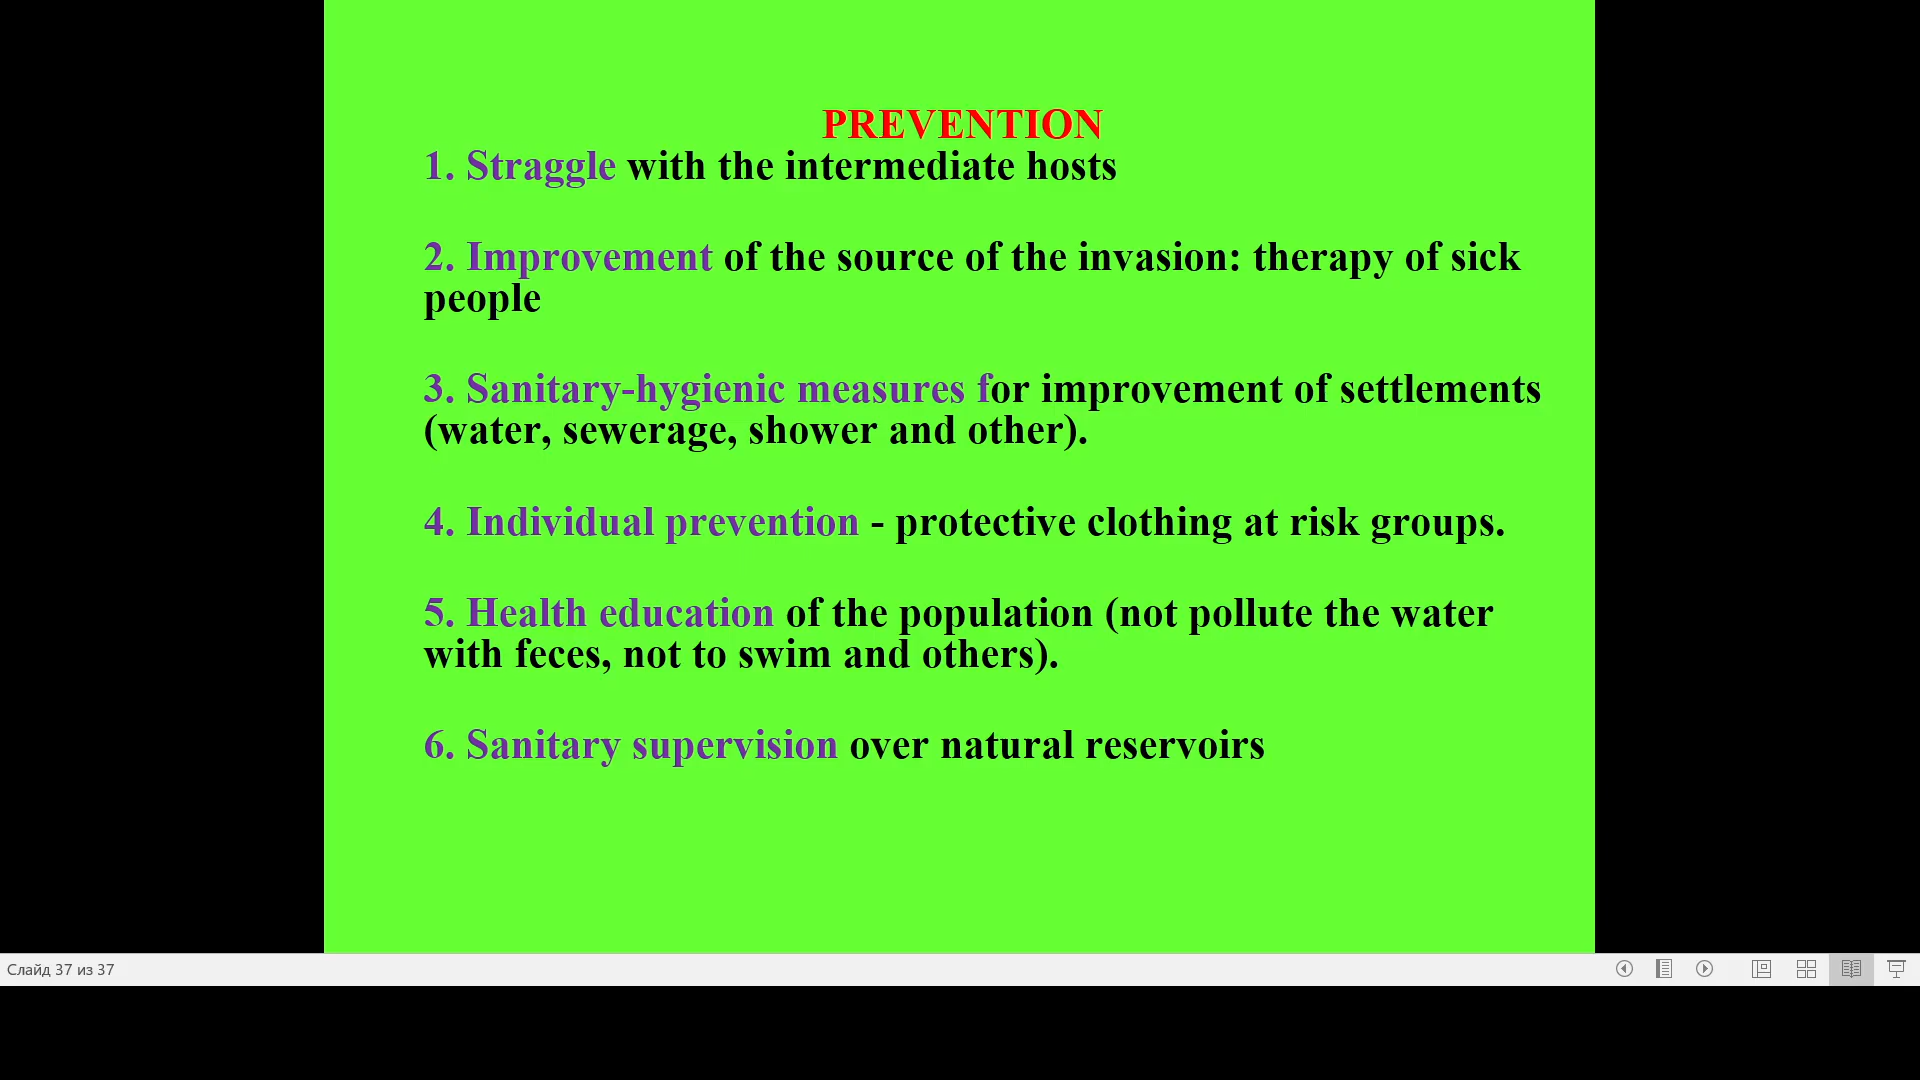 PREVENTION
1. Straggle with the intermediate hosts
2. Improvement of the source of the invasion: therapy of sick
people
3. Sanitary-hygienic measures for improvement of settlements
(water, sewerage, shower and other).
4. Individual prevention - protective clothing at risk groups.
5. Health education of the population (not pollute the water
with feces, not to swim and others).
6. Sanitary supervision over natural reservoirs
Слайд 37 из 37